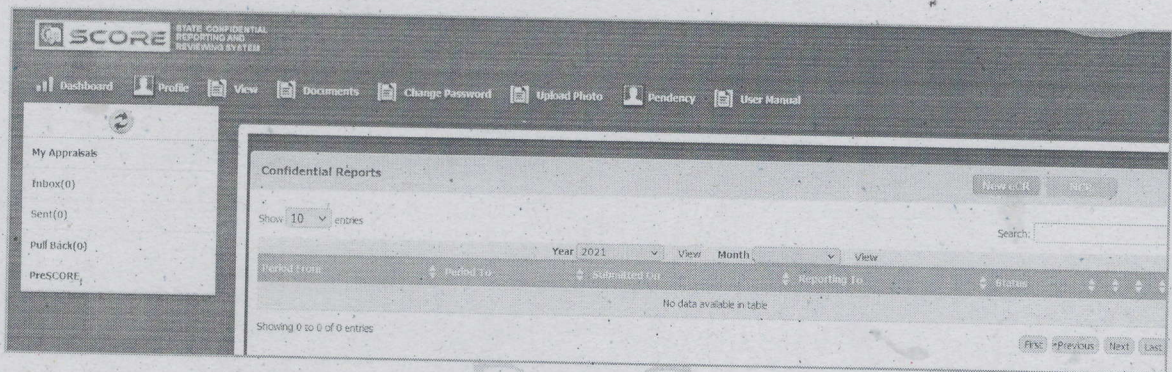 SCORE
STATE CONFIDENTIAL
REPORTING AND
REVIEWING SYSTEM
Dashboard Profile View Documents Change Password Upload Photo Pendency User Manual
My Appraisals
Inbox(0)
Sent(0)
Pull Back(0)
PreSCORE
Confidential Reports
New eCR NCR
Show 10 entries
Search:
Year 2021 View Month View
Period From Period To Submitted On Reporting To Status
No data available in table
Showing 0 to 0 of 0 entries
First Previous Next Last